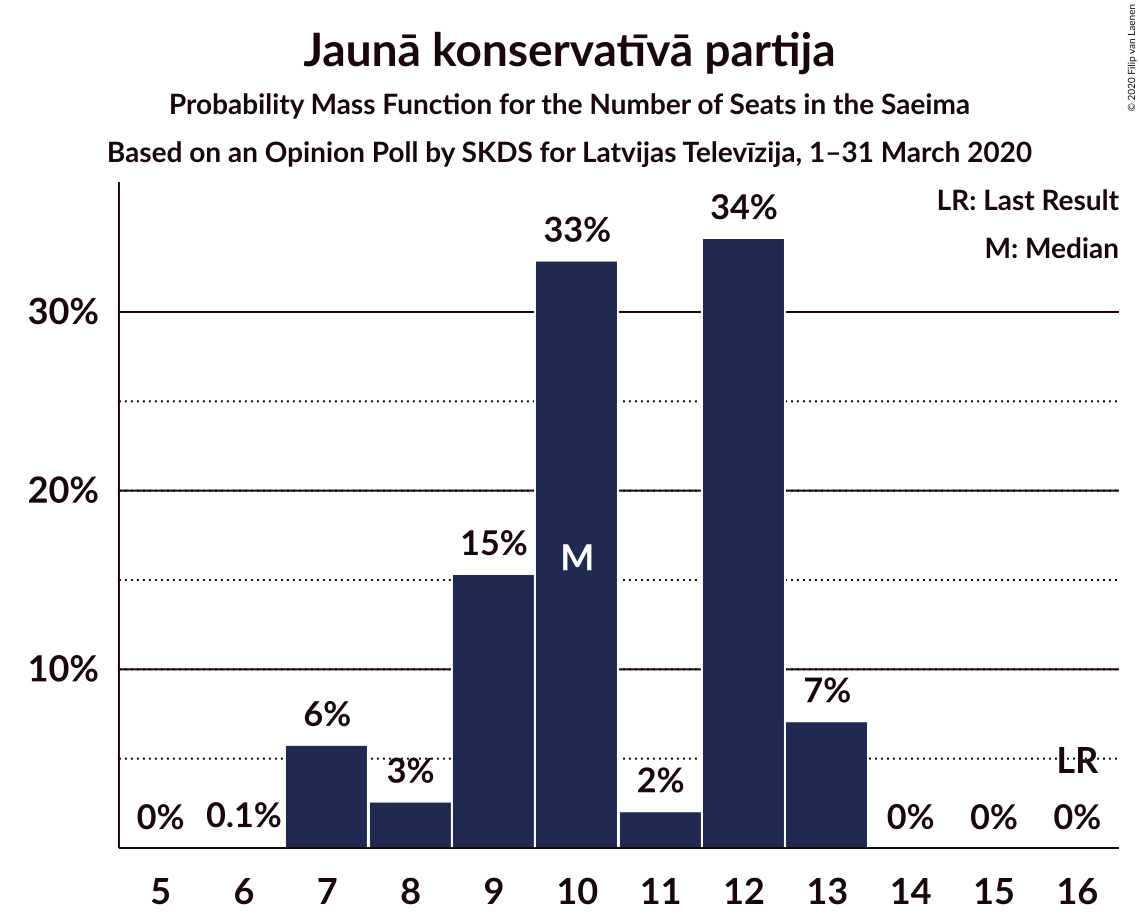 Jaunā konservatīvā partija
Probability Mass Function for the Number of Seats in the Saeima
Based on an Opinion Poll by SKDS for Latvijas Televīzija, 1–31 March 2020
© 2020 Filip van Laenen
LR: Last Result
M: Median
34%
33%
30%
20%
15%
M
10%
7%
6%
3%
2%
LR
0%
0.1%
0%
0%
0%
5 6 7 8 9 10 11 12 13 14 15 16